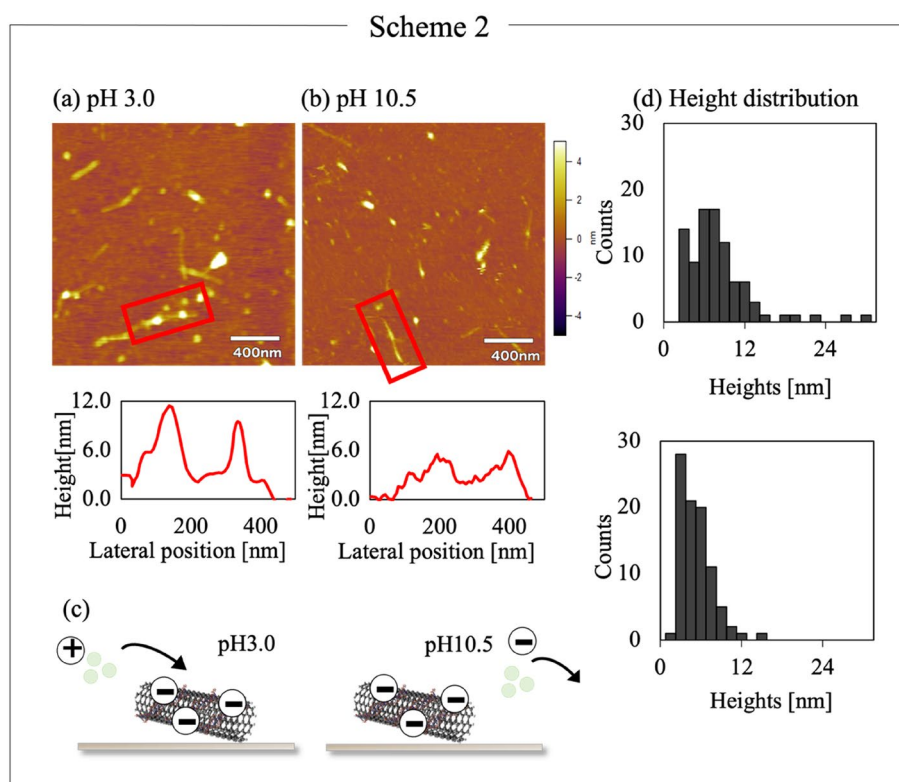 Scheme 2
(a) pH 3.0
(b) pH 10.5
(d) Height distribution
400nm
400nm
4
2
0
-2
-4
nm
30
20
10
0
Counts
0
12
24
Heights [nm]
12.0
6.0
0.0
Height[nm]
0
200
400
Lateral position [nm]
12.0
6.0
0.0
Height[nm]
0
200
400
Lateral position [nm]
30
20
10
0
Counts
0
12
24
Heights [nm]
(c)
+
pH3.0
−
−
−
pH10.5
−
−
−
−